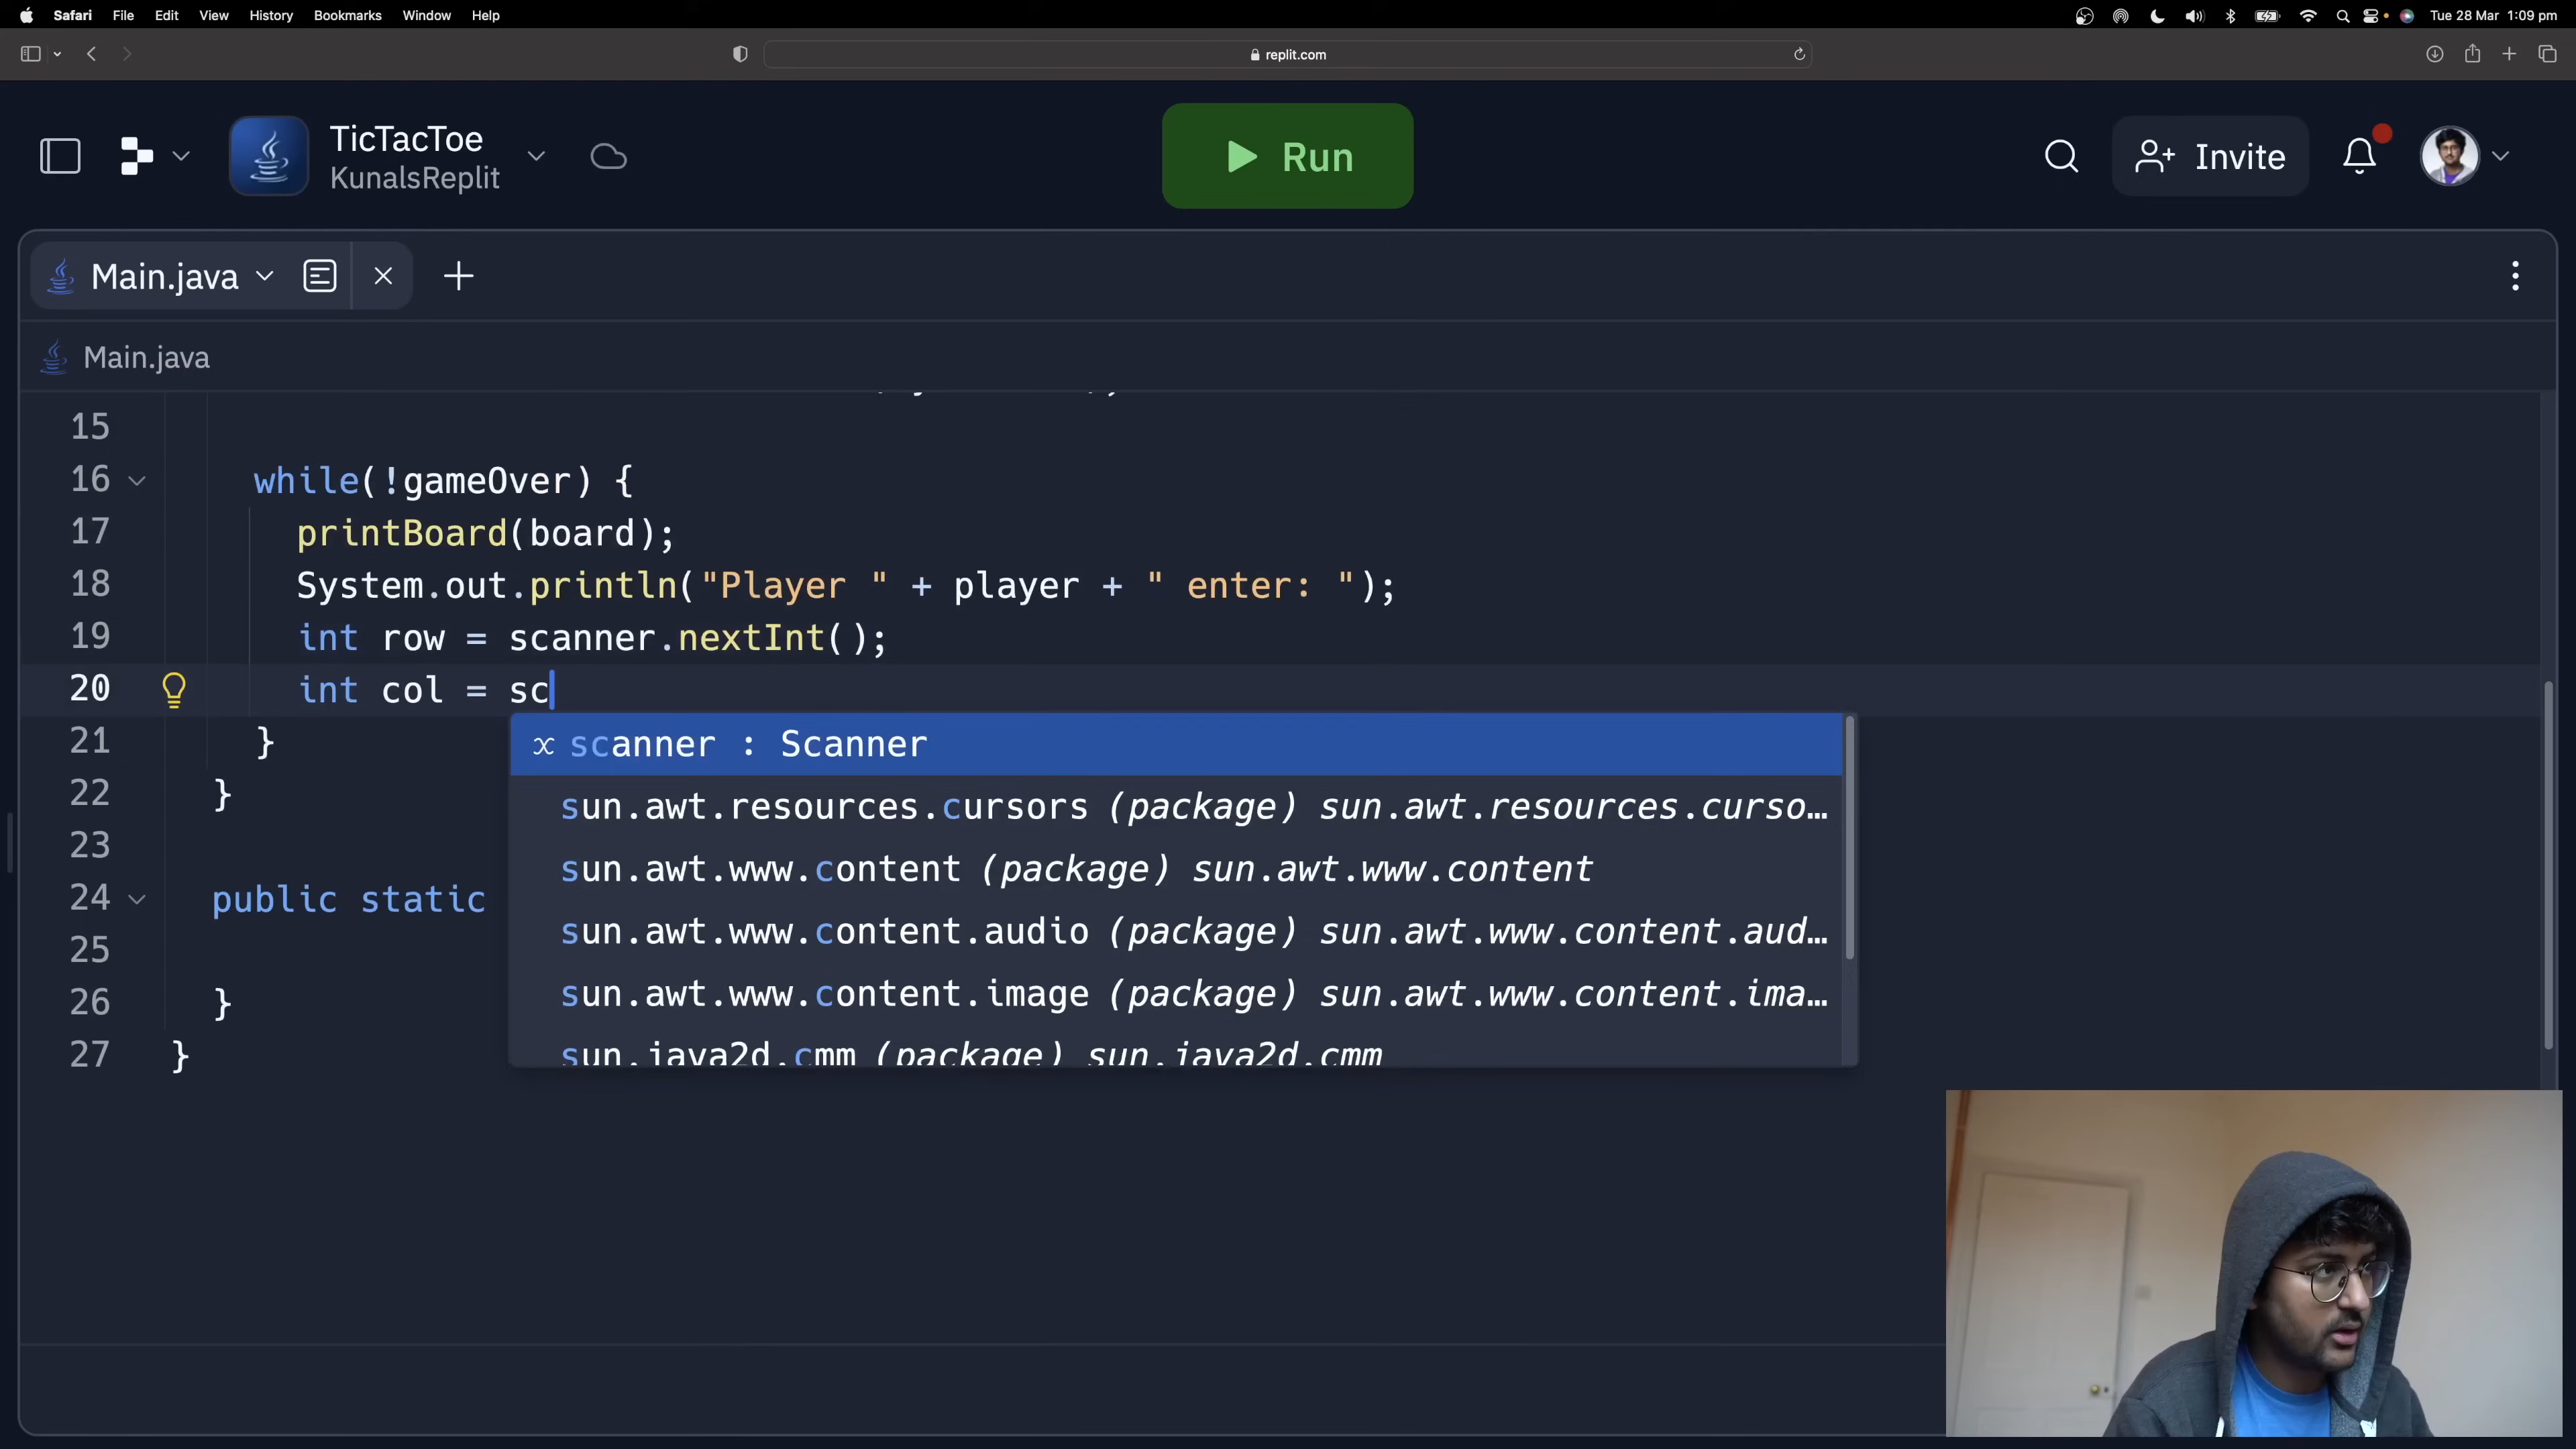 Safari File Edit View History Bookmarks Window Help Tue 28 Mar 1:09 pm
replit.com
TicTacToe
KunalsReplit
Run
Invite
Main.java
Main.java
15
16 while(!gameOver) {
17 printBoard(board);
18 System.out.println("Player " + player + " enter: ");
19 int row = scanner.nextInt();
20 int col = sc
21 }
22 }
23
24 public static
25
26 }
27 }
scanner : Scanner
sun.awt.resources.cursors (package) sun.awt.resources.curso…
sun.awt.www.content (package) sun.awt.www.content
sun.awt.www.content.audio (package) sun.awt.www.content.aud…
sun.awt.www.content.image (package) sun.awt.www.content.ima…
sun.java2d.cmm (package) sun.java2d.cmm